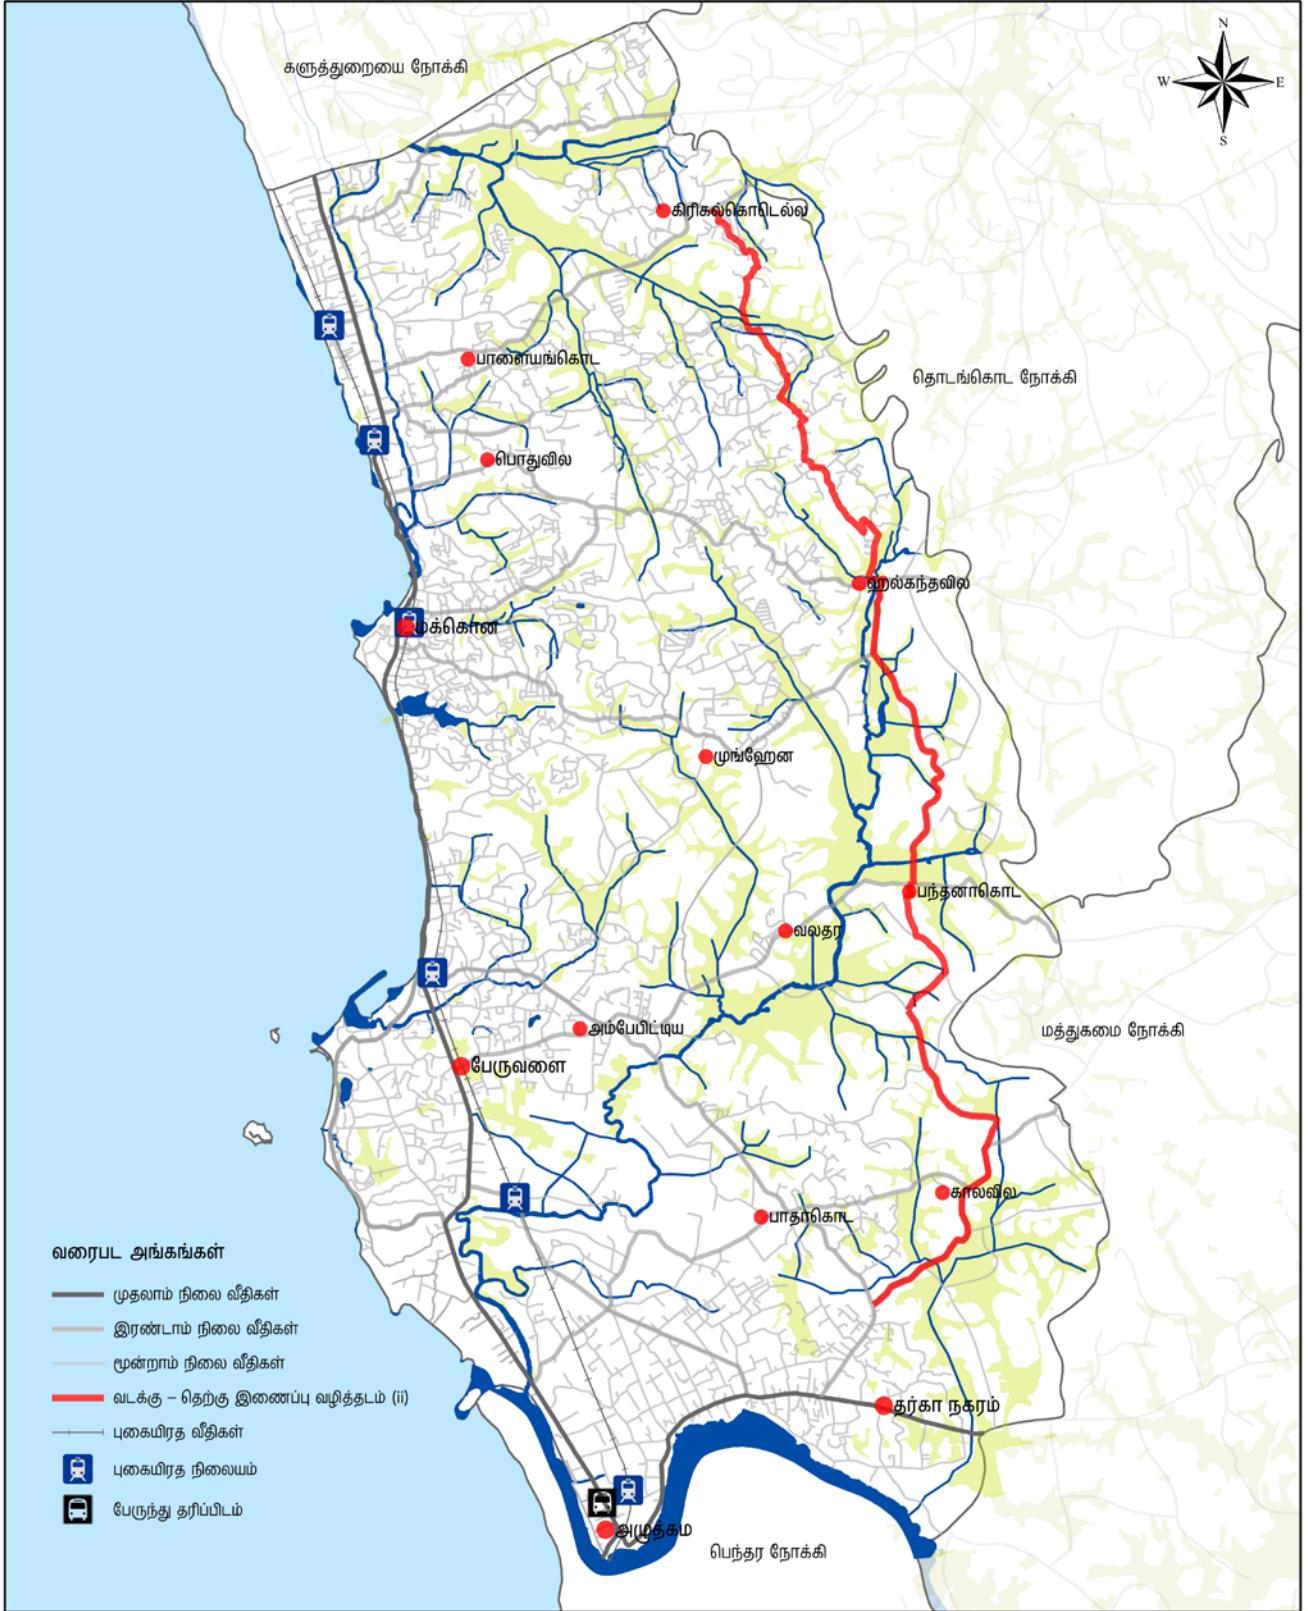 களுத்துறையை நோக்கி
N
W
E
S
கிரிகல்கொடெல்ல
பாளையங்கொட
தொடங்கொட நோக்கி
பொதுவில
ஹல்கந்தவில
மக்கொன
முங்ஹேன
பந்தனாகொட
வலதர
அம்பேபிட்டிய
மத்துகமை நோக்கி
பேருவளை
காலவில
பாதாகொட
வரைபட அங்கங்கள்
முதலாம் நிலை வீதிகள்
இரண்டாம் நிலை வீதிகள்
மூன்றாம் நிலை வீதிகள்
வடக்கு – தெற்கு இணைப்பு வழித்தடம் (ii)
புகையிரத வீதிகள்
புகையிரத நிலையம்
பேருந்து தரிப்பிடம்
தர்கா நகரம்
அழுத்கம
பெந்தர நோக்கி